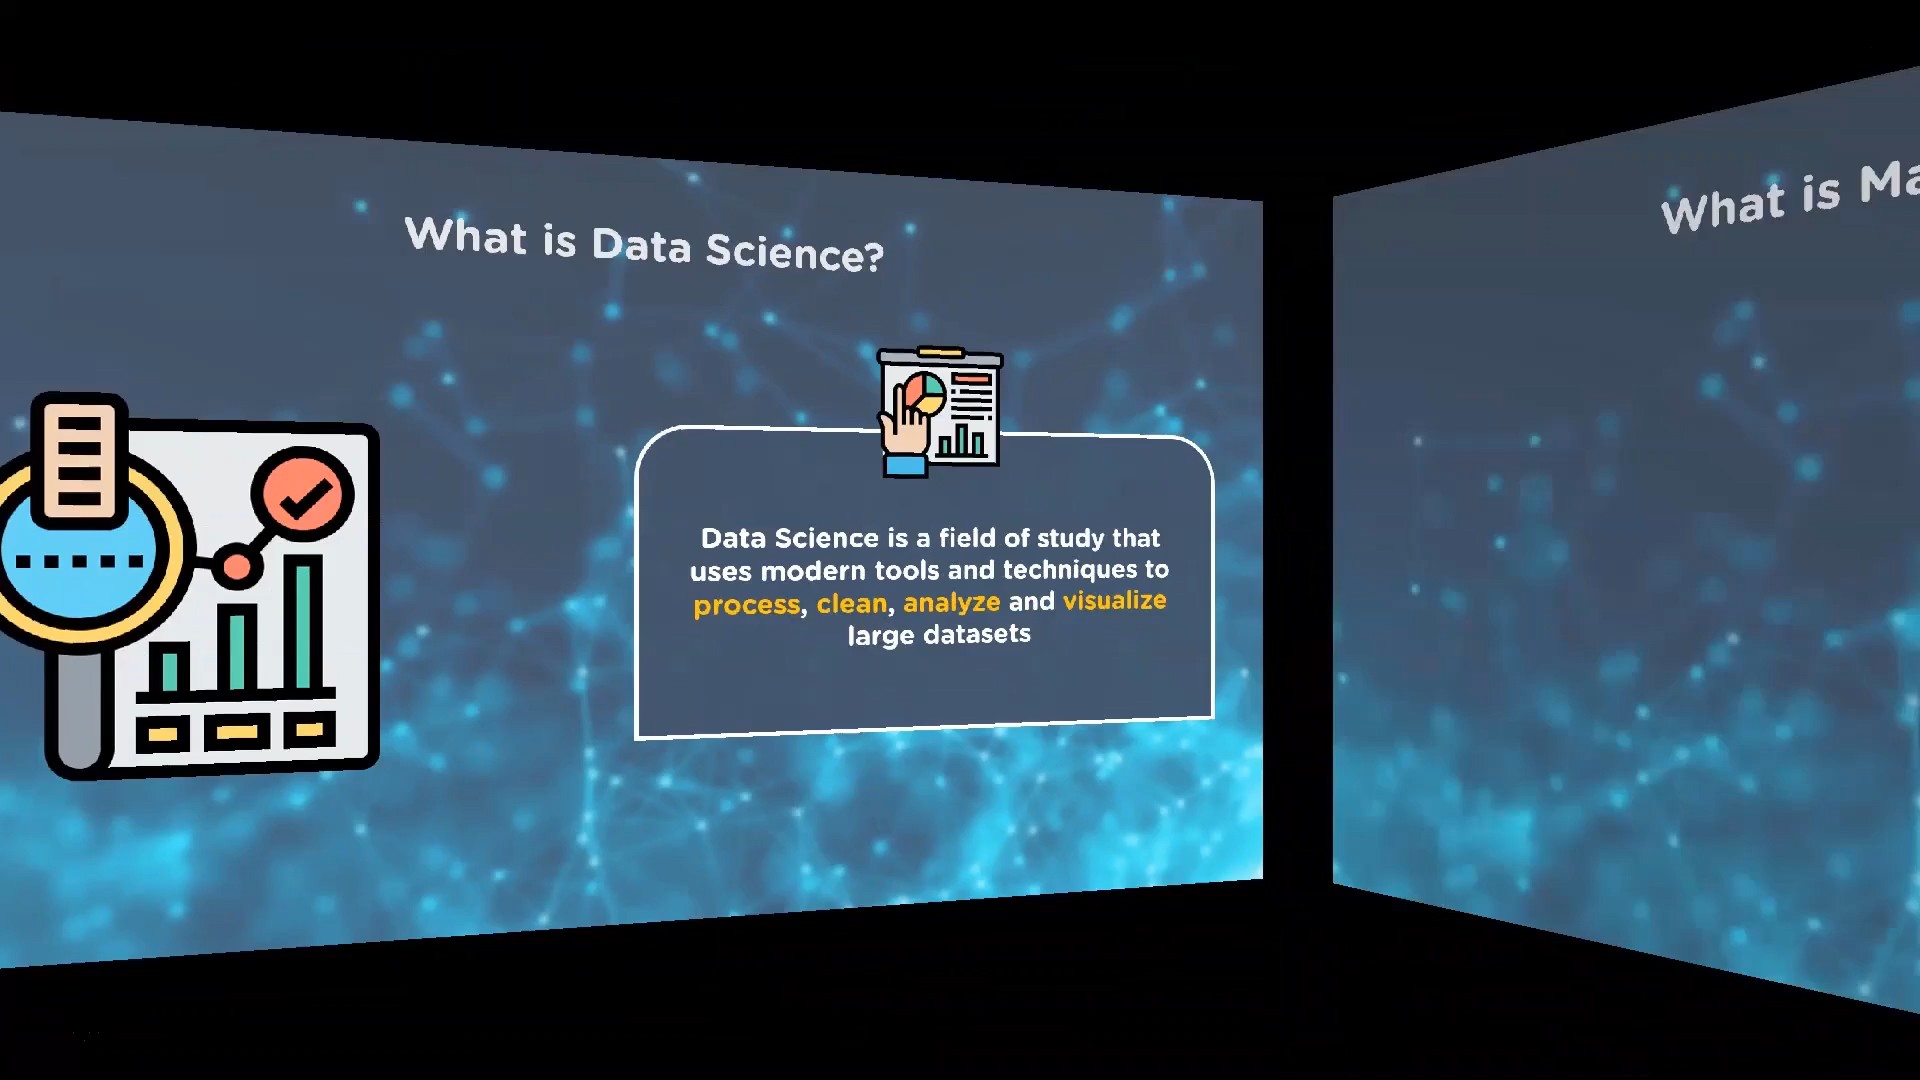 What is Data Science?
Data Science is a field of study that
uses modern tools and techniques to
process, clean, analyze and visualize
large datasets
What is Ma